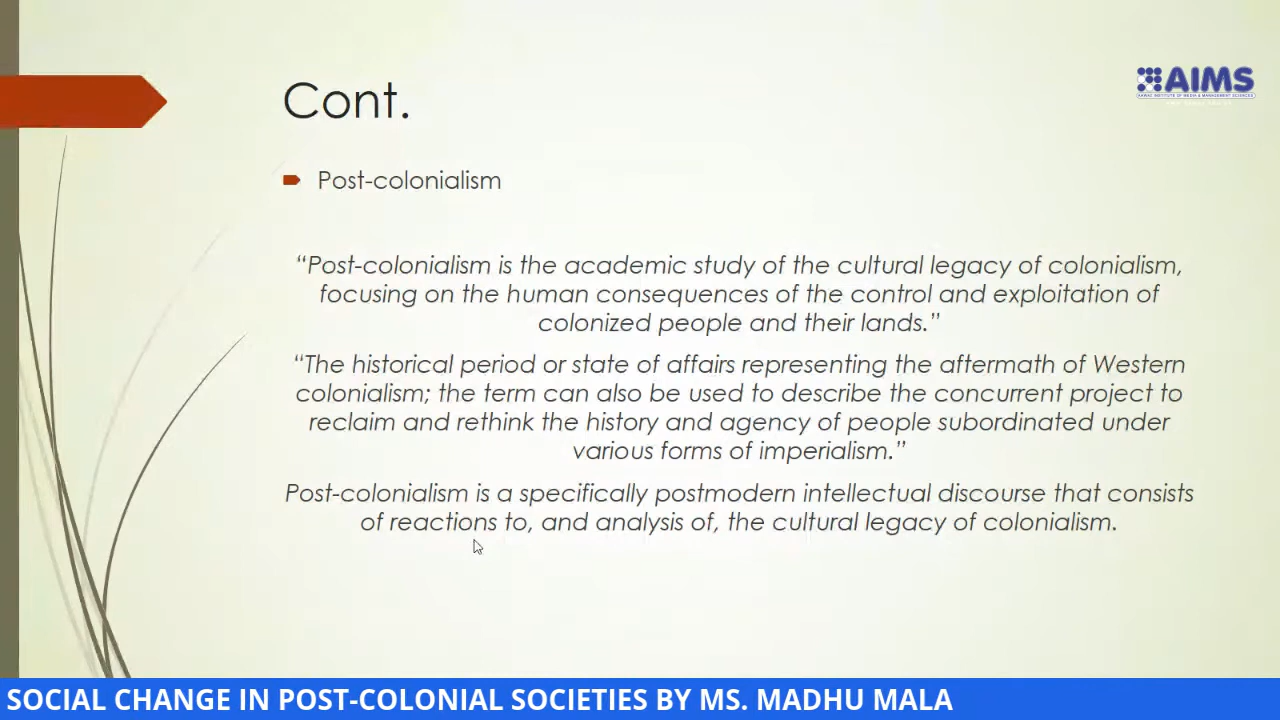 Cont.
AIMS
Post-colonialism
“Post-colonialism is the academic study of the cultural legacy of colonialism,
focusing on the human consequences of the control and exploitation of
colonized people and their lands.”
“The historical period or state of affairs representing the aftermath of Western
colonialism; the term can also be used to describe the concurrent project to
reclaim and rethink the history and agency of people subordinated under
various forms of imperialism.”
Post-colonialism is a specifically postmodern intellectual discourse that consists
of reactions to, and analysis of, the cultural legacy of colonialism.
SOCIAL CHANGE IN POST-COLONIAL SOCIETIES BY MS. MADHU MALA